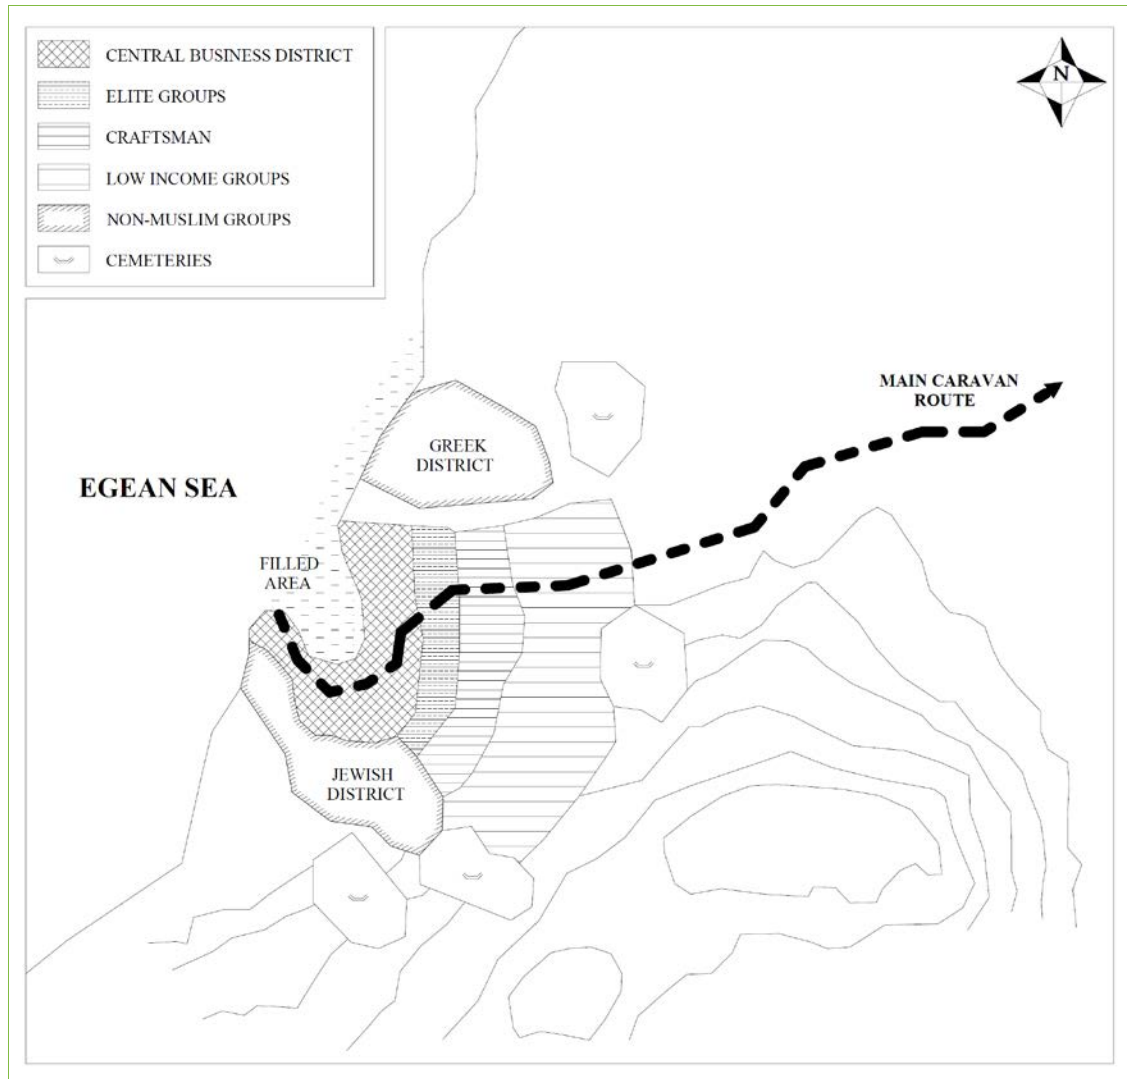 CENTRAL BUSINESS DISTRICT
ELITE GROUPS
CRAFTSMAN
LOW INCOME GROUPS
NON-MUSLIM GROUPS
CEMETERIES
N
MAIN CARAVAN
ROUTE
GREEK
DISTRICT
EGEAN SEA
FILLED
AREA
JEWISH
DISTRICT